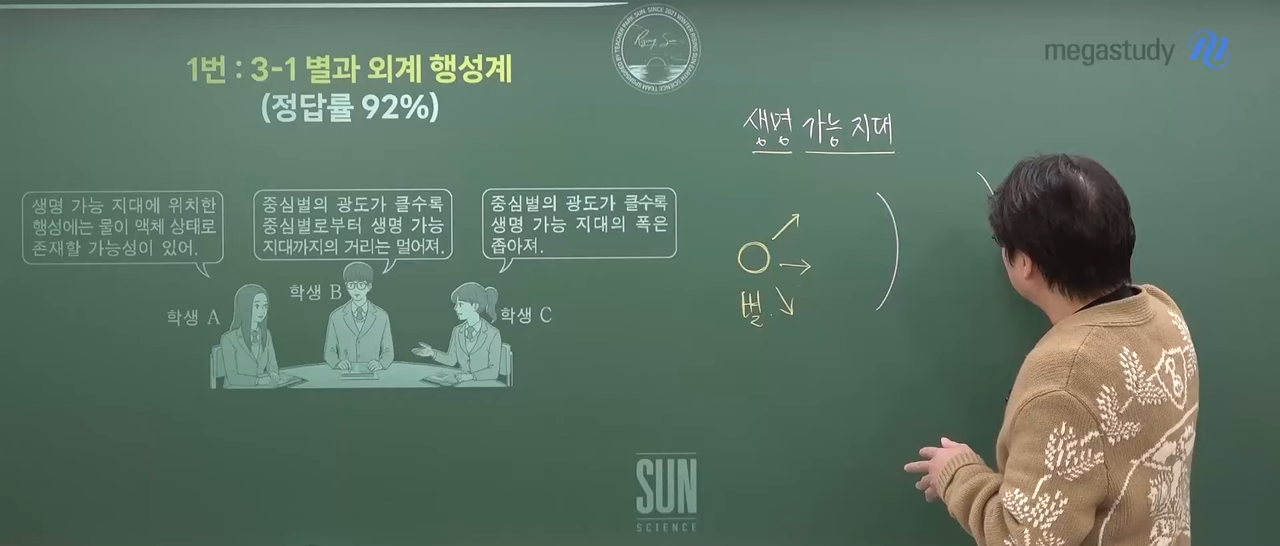 1번 : 3-1 별과 외계 행성계
(정답률 92%)
Rising Sun
megastudy
생명 가능 지대
생명 가능 지대에 위치한
행성에는 물이 액체 상태로
존재할 가능성이 있어.
중심별의 광도가 클수록
중심별로부터 생명 가능
지대까지의 거리는 멀어져.
중심별의 광도가 클수록
생명 가능 지대의 폭은
좁아져.
학생 A
학생 B
학생 C
별
SUN
SCIENCE